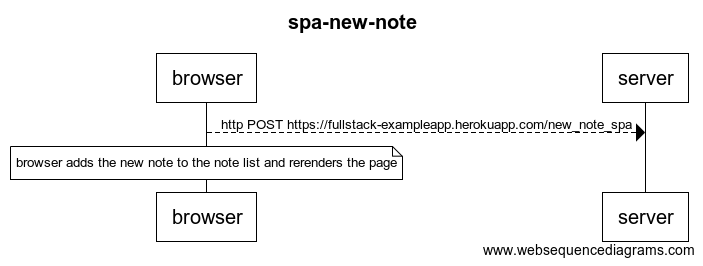 spa-new-note
browser
server
http POST https://fullstack-exampleapp.herokuapp.com/new_note_spa
browser adds the new note to the note list and rerenders the page
browser
server
www.websequencediagrams.com